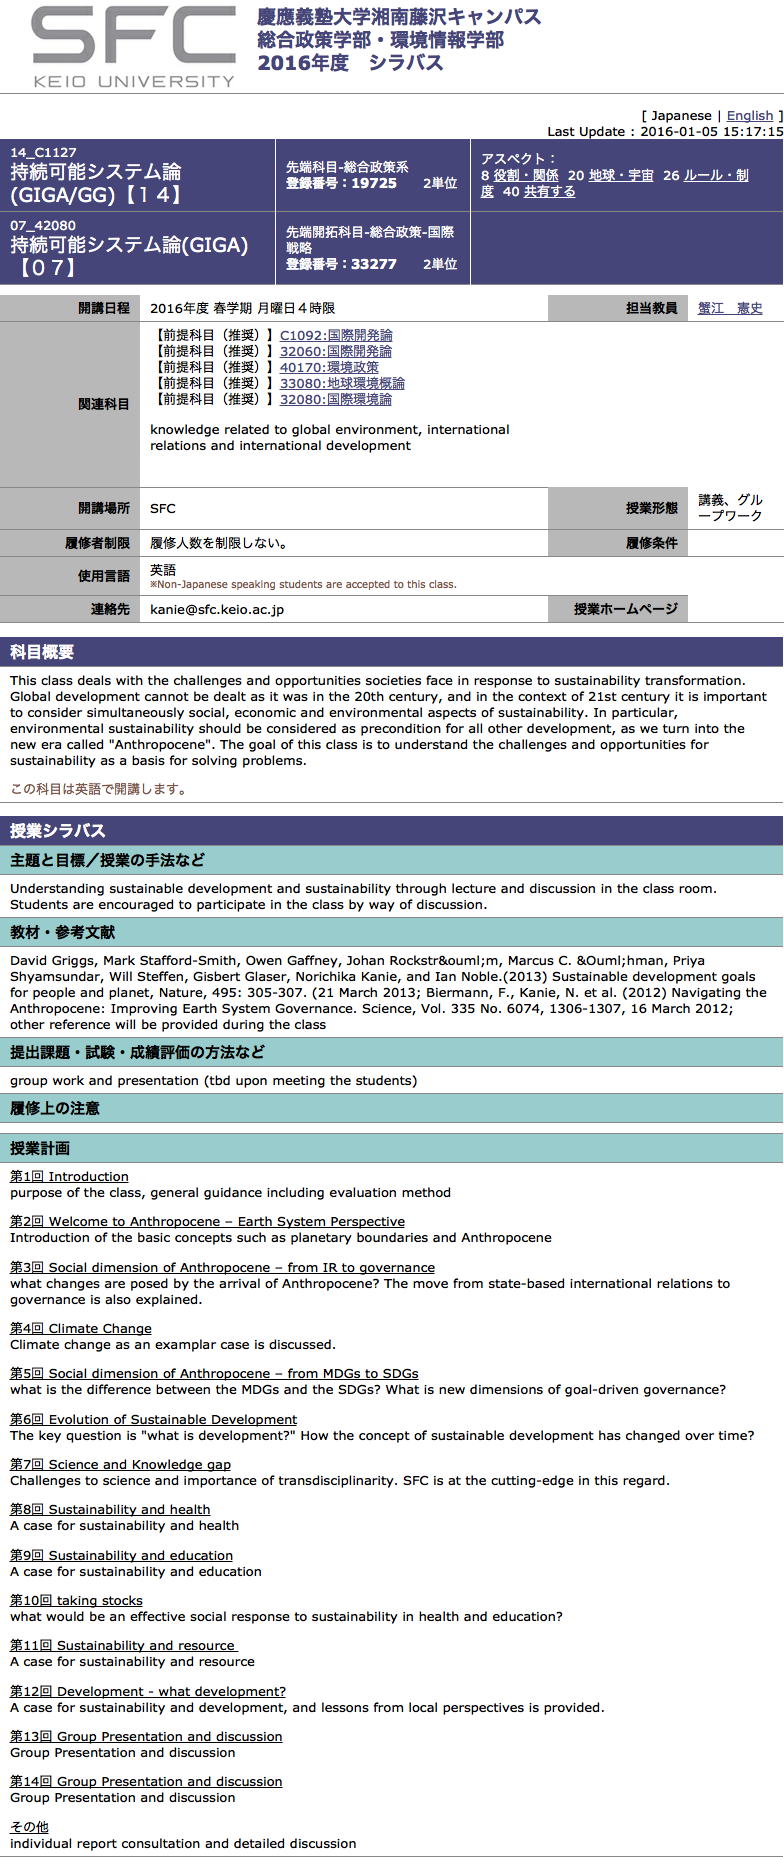 SFC
KEIO UNIVERSITY
慶應義塾大学湘南藤沢キャンパス
総合政策学部・環境情報学部
2016年度　シラバス
[ Japanese | English ]
Last Update : 2016-01-05 15:17:15
14_C1127
持続可能システム論
(GIGA/GG)【１４】
先端科目-総合政策系
登録番号：19725　　2単位
アスペクト：
8 役割・関係 20 地球・宇宙 26 ルール・制
度 40 共有する
07_42080
持続可能システム論(GIGA)
【０７】
先端開拓科目-総合政策-国際
戦略
登録番号：33277　　2単位
開講日程 2016年度 春学期 月曜日４時限 担当教員 蟹江　憲史
関連科目
【前提科目（推奨）】C1092:国際開発論
【前提科目（推奨）】32060:国際開発論
【前提科目（推奨）】40170:環境政策
【前提科目（推奨）】33080:地球環境概論
【前提科目（推奨）】32080:国際環境論
knowledge related to global environment, international
relations and international development
開講場所 SFC 授業形態 講義、グル
ープワーク
履修者制限 履修人数を制限しない。 履修条件
使用言語 英語
※Non-Japanese speaking students are accepted to this class.
連絡先 kanie@sfc.keio.ac.jp 授業ホームページ
科目概要
This class deals with the challenges and opportunities societies face in response to sustainability transformation.
Global development cannot be dealt as it was in the 20th century, and in the context of 21st century it is important
to consider simultaneously social, economic and environmental aspects of sustainability. In particular,
environmental sustainability should be considered as precondition for all other development, as we turn into the
new era called "Anthropocene". The goal of this class is to understand the challenges and opportunities for
sustainability as a basis for solving problems.
この科目は英語で開講します。
授業シラバス
主題と目標／授業の手法など
Understanding sustainable development and sustainability through lecture and discussion in the class room.
Students are encouraged to participate in the class by way of discussion.
教材・参考文献
David Griggs, Mark Stafford-Smith, Owen Gaffney, Johan Rockstr&ouml;m, Marcus C. &Ouml;hman, Priya
Shyamsundar, Will Steffen, Gisbert Glaser, Norichika Kanie, and Ian Noble.(2013) Sustainable development goals
for people and planet, Nature, 495: 305-307. (21 March 2013; Biermann, F., Kanie, N. et al. (2012) Navigating the
Anthropocene: Improving Earth System Governance. Science, Vol. 335 No. 6074, 1306-1307, 16 March 2012;
other reference will be provided during the class
提出課題・試験・成績評価の方法など
group work and presentation (tbd upon meeting the students)
履修上の注意
授業計画
第1回 Introduction
purpose of the class, general guidance including evaluation method
第2回 Welcome to Anthropocene – Earth System Perspective
Introduction of the basic concepts such as planetary boundaries and Anthropocene
第3回 Social dimension of Anthropocene – from IR to governance
what changes are posed by the arrival of Anthropocene? The move from state-based international relations to
governance is also explained.
第4回 Climate Change
Climate change as an examplar case is discussed.
第5回 Social dimension of Anthropocene – from MDGs to SDGs
what is the difference between the MDGs and the SDGs? What is new dimensions of goal-driven governance?
第6回 Evolution of Sustainable Development
The key question is "what is development?" How the concept of sustainable development has changed over time?
第7回 Science and Knowledge gap
Challenges to science and importance of transdisciplinarity. SFC is at the cutting-edge in this regard.
第8回 Sustainability and health
A case for sustainability and health
第9回 Sustainability and education
A case for sustainability and education
第10回 taking stocks
what would be an effective social response to sustainability in health and education?
第11回 Sustainability and resource
A case for sustainability and resource
第12回 Development - what development?
A case for sustainability and development, and lessons from local perspectives is provided.
第13回 Group Presentation and discussion
Group Presentation and discussion
第14回 Group Presentation and discussion
Group Presentation and discussion
その他
individual report consultation and detailed discussion